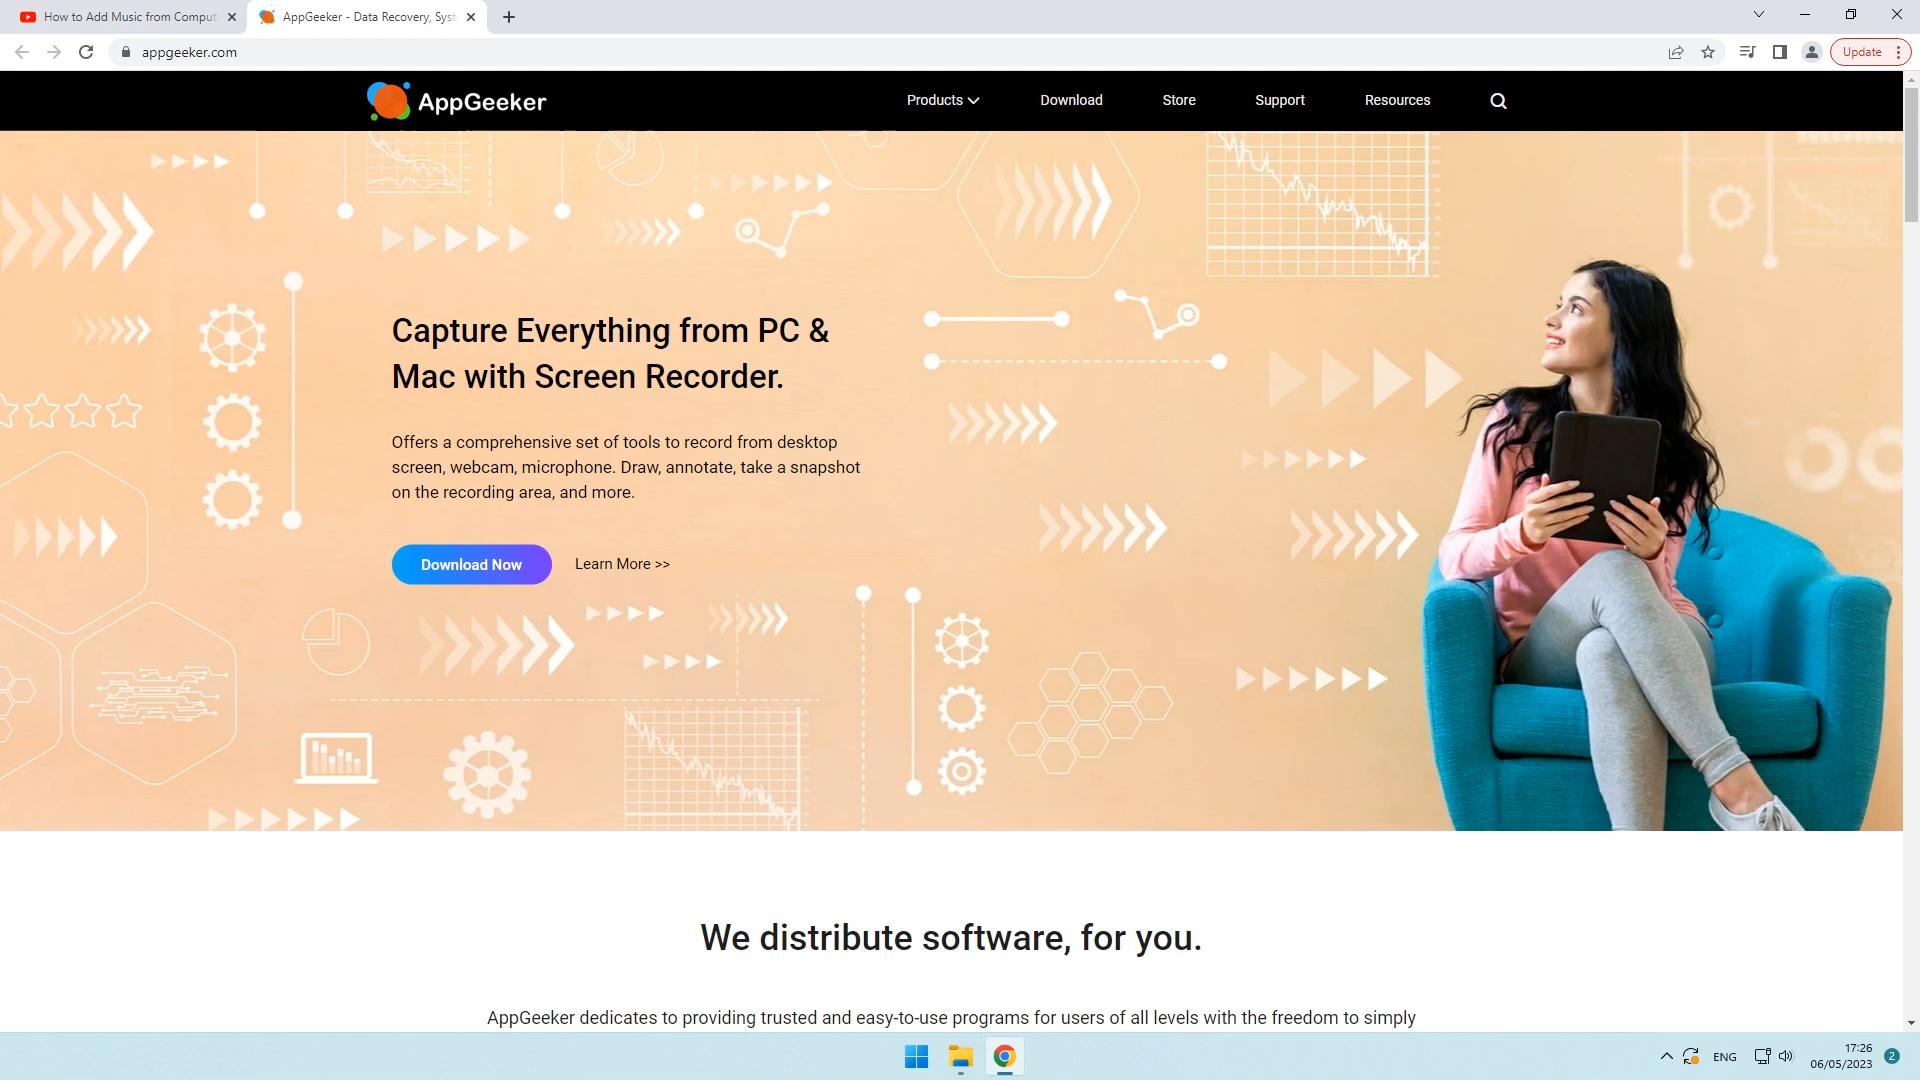 How to Add Music from Comput
AppGeeker - Data Recovery, Syst
appgeeker.com
Update
AppGeeker
Products
Download
Store
Support
Resources
Capture Everything from PC &
Mac with Screen Recorder.
Offers a comprehensive set of tools to record from desktop
screen, webcam, microphone. Draw, annotate, take a snapshot
on the recording area, and more.
Download Now
Learn More >>
We distribute software, for you.
AppGeeker dedicates to providing trusted and easy-to-use programs for users of all levels with the freedom to simply
ENG
17:26
06/05/2023
2